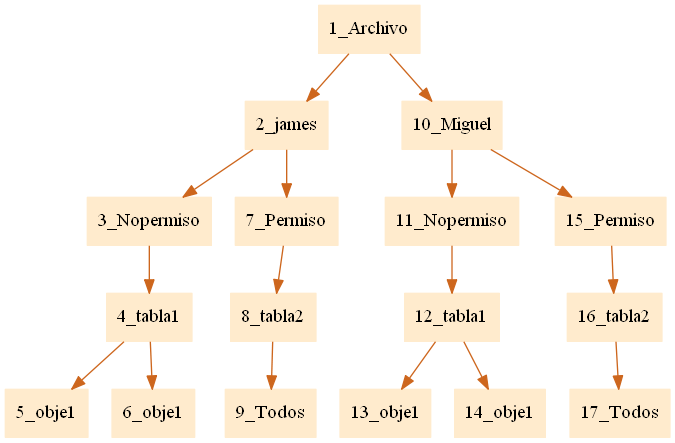 1_Archivo
2_james
10_Miguel
3_Nopermiso
7_Permiso
11_Nopermiso
15_Permiso
4_tabla1
8_tabla2
12_tabla1
16_tabla2
5_obje1
6_obje1
9_Todos
13_obje1
14_obje1
17_Todos